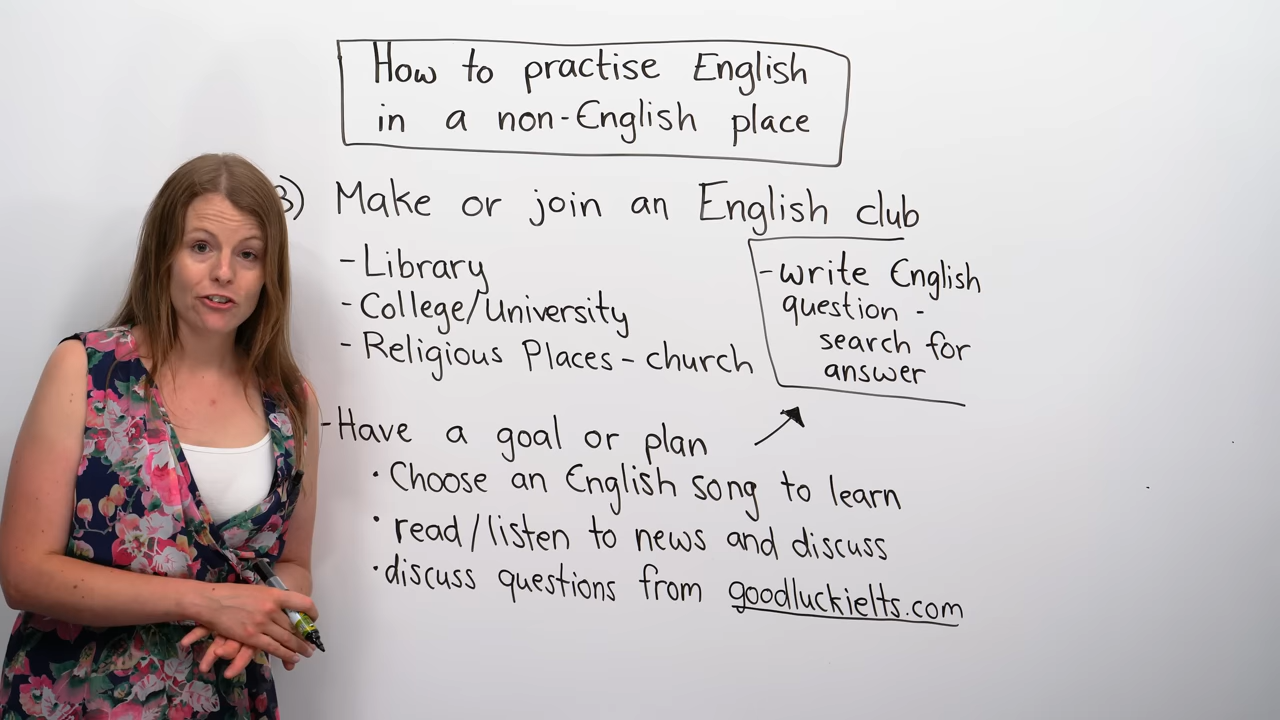 How to practise English
in a non-English place
3) Make or join an English club
- Library
- College/University
- Religious Places - church
- write English
question -
search for
answer
- Have a goal or plan
• Choose an English song to learn
• read/listen to news and discuss
• discuss questions from goodluckielts.com